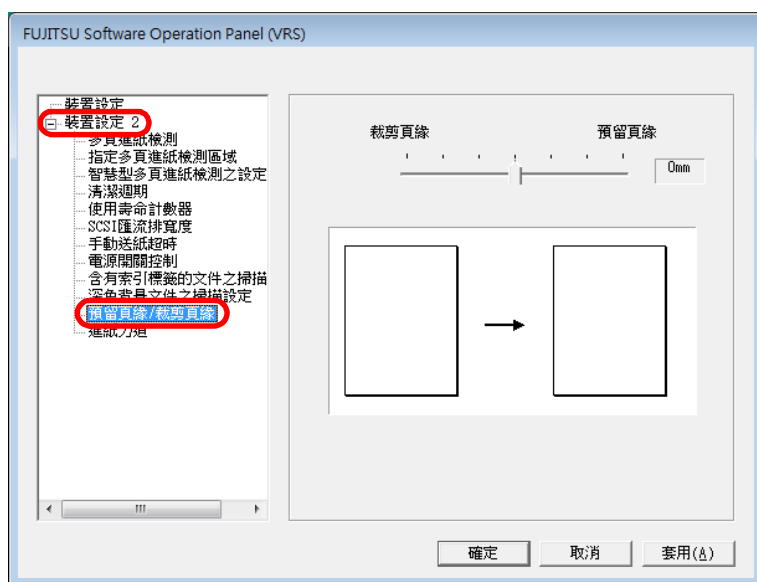 FUJITSU Software Operation Panel (VRS)
裝置設定
裝置設定 2
多頁進紙檢測
指定多頁進紙檢測區域
智慧型多頁進紙檢測之設定
清潔週期
使用壽命計數器
SCSI匯流排寬度
手動送紙超時
電源開關控制
含有索引標籤的文件之掃描
深色背景文件之掃描設定
預留頁緣/裁剪頁緣
進紙力道
裁剪頁緣
預留頁緣
0mm
確定
取消
套用(A)